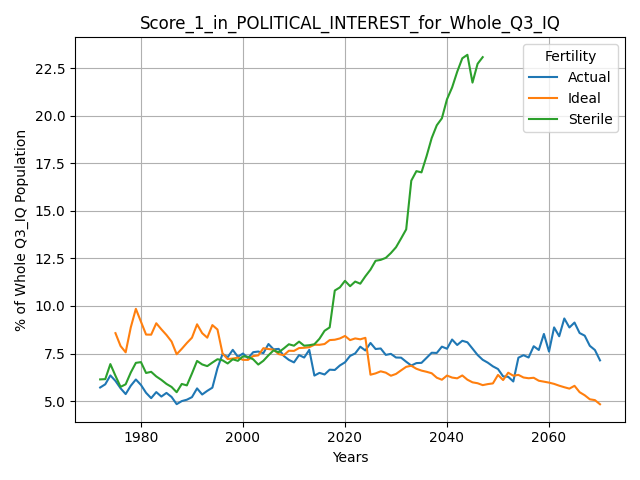 Score_1_in_POLITICAL_INTEREST_for_Whole_Q3_IQ
Fertility
Actual
Ideal
Sterile
% of Whole Q3_IQ Population
22.5
20.0
17.5
15.0
12.5
10.0
7.5
5.0
1980
2000
2020
2040
2060
Years